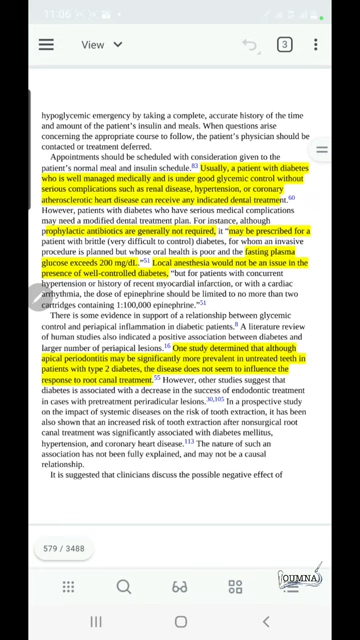 11:06
View
3
hypoglycemic emergency by taking a complete, accurate history of the time
and amount of the patient's insulin and meals. When questions arise
concerning the appropriate course to follow, the patient's physician should be
contacted or treatment deferred.
Appointments should be scheduled with consideration given to the
patient's normal meal and insulin schedule.83 Usually, a patient with diabetes
who is well managed medically and is under good glycemic control without
serious complications such as renal disease, hypertension, or coronary
atherosclerotic heart disease can receive any indicated dental treatment.60
However, patients with diabetes who have serious medical complications
may need a modified dental treatment plan. For instance, although
prophylactic antibiotics are generally not required, it "may be prescribed for a
patient with brittle (very difficult to control) diabetes, for whom an invasive
procedure is planned but whose oral health is poor and the fasting plasma
glucose exceeds 200 mg/dL."51 Local anesthesia would not be an issue in the
presence of well-controlled diabetes, "but for patients with concurrent
hypertension or history of recent myocardial infarction, or with a cardiac
arrhythmia, the dose of epinephrine should be limited to no more than two
cartridges containing 1:100,000 epinephrine."51
There is some evidence in support of a relationship between glycemic
control and periapical inflammation in diabetic patients.8 A literature review
of human studies also indicated a positive association between diabetes and
larger number of periapical lesions.16 One study determined that although
apical periodontitis may be significantly more prevalent in untreated teeth in
patients with type 2 diabetes, the disease does not seem to influence the
response to root canal treatment.55 However, other studies suggest that
diabetes is associated with a decrease in the success of endodontic treatment
in cases with pretreatment periradicular lesions.30,105 In a prospective study
on the impact of systemic diseases on the risk of tooth extraction, it has been
also shown that an increased risk of tooth extraction after nonsurgical root
canal treatment was significantly associated with diabetes mellitus,
hypertension, and coronary heart disease.113 The nature of such an
association has not been fully explained, and may not be a causal
relationship.
It is suggested that clinicians discuss the possible negative effect of
579 / 3488
OUMNA